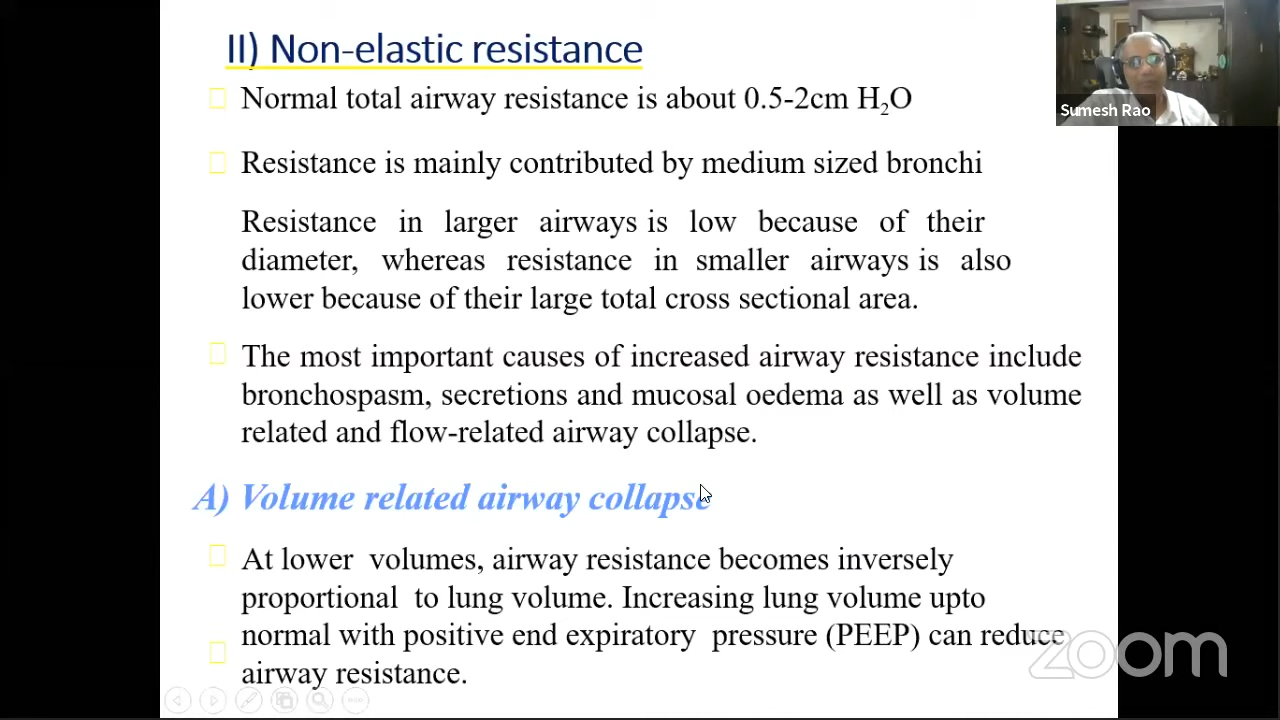 II) Non-elastic resistance
Normal total airway resistance is about 0.5-2cm H₂O
Sumesh Rao
Resistance is mainly contributed by medium sized bronchi
Resistance in larger airways is low because of their
diameter, whereas resistance in smaller airways is also
lower because of their large total cross sectional area.
The most important causes of increased airway resistance include
bronchospasm, secretions and mucosal oedema as well as volume
related and flow-related airway collapse.
A) Volume related airway collapse
At lower volumes, airway resistance becomes inversely
proportional to lung volume. Increasing lung volume upto
normal with positive end expiratory pressure (PEEP) can reduce
airway resistance.
zoom